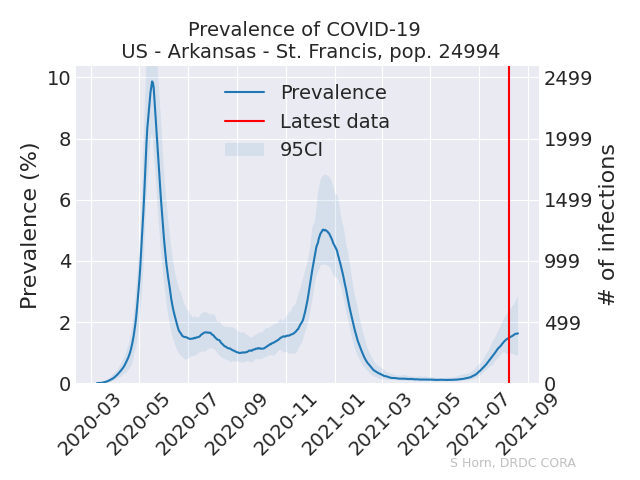 Prevalence of COVID-19
US - Arkansas - St. Francis, pop. 24994
Prevalence
Latest data
95CI
Prevalence (%)
10
8
6
4
2
0
2499
1999
1499
999
499
0
# of infections
2020-03
2020-05
2020-07
2020-09
2020-11
2021-01
2021-03
2021-05
2021-07
2021-09
S Horn, DRDC CORA